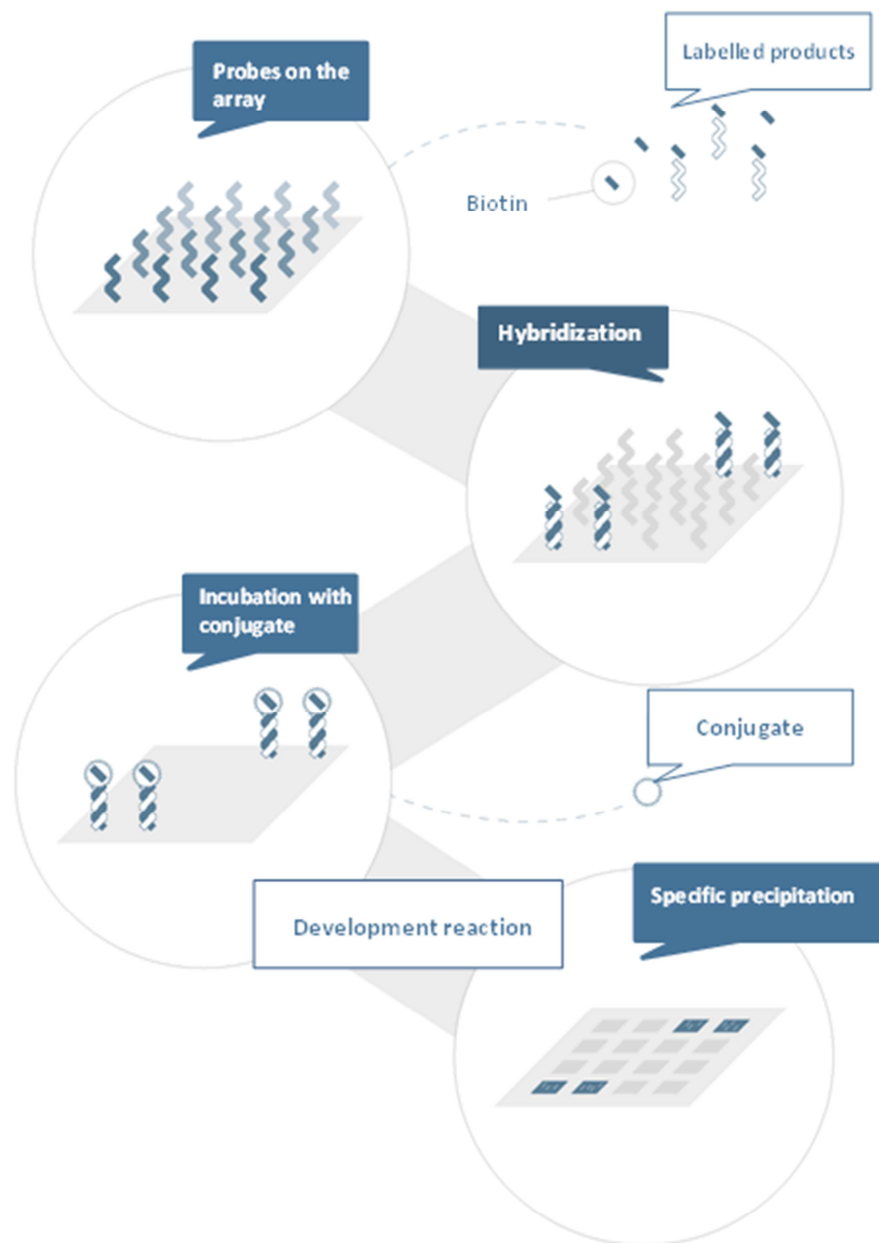 Probes on the
array
Labelled products
Biotin
Hybridization
Incubation with
conjugate
Conjugate
Development reaction
Specific precipitation